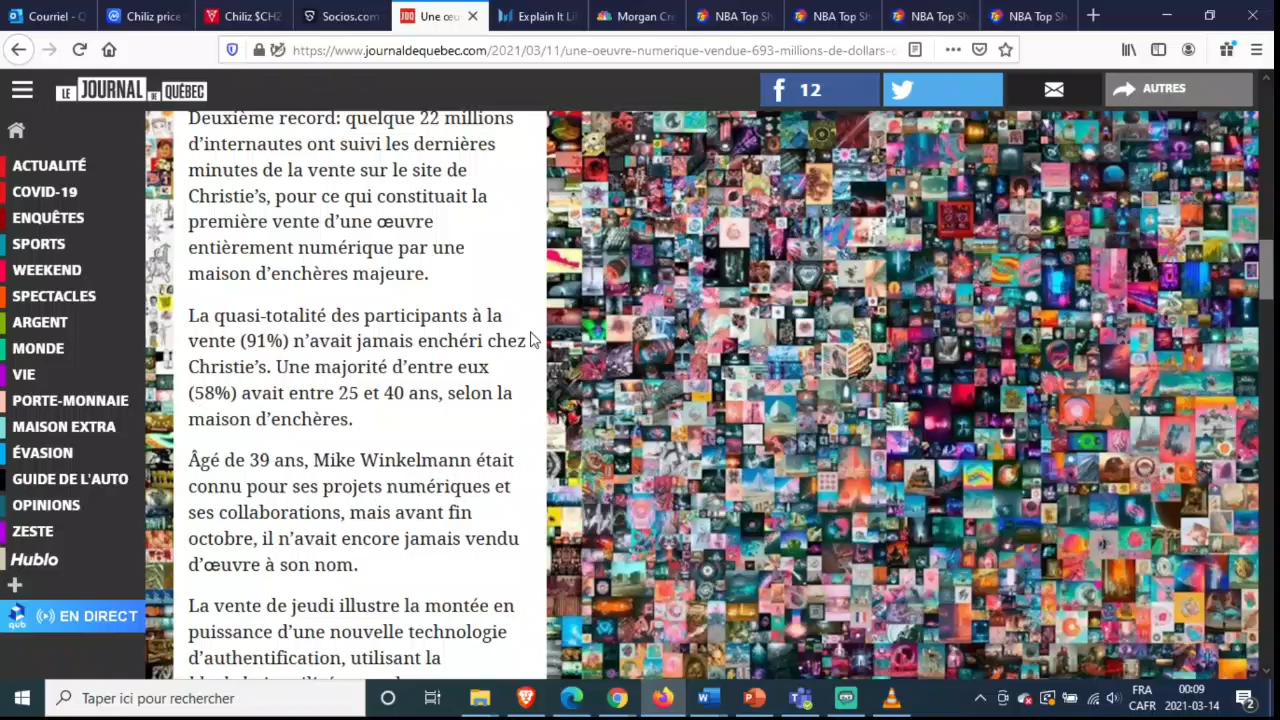 Courriel - C
Chiliz price
Chiliz $CH2
Socios.com
Une œu
Explain It Li
Morgan Cr
NBA Top Sh
NBA Top Sh
NBA Top Sh
NBA Top Sh
https://www.journaldequebec.com/2021/03/11/une-oeuvre-numerique-vendue-693-millions-de-dollars-c
LE JOURNAL DE QUÉBEC
12
AUTRES
ACTUALITÉ
COVID-19
ENQUÊTES
SPORTS
WEEKEND
SPECTACLES
ARGENT
MONDE
VIE
PORTE-MONNAIE
MAISON EXTRA
ÉVASION
GUIDE DE L'AUTO
OPINIONS
ZESTE
Hublo
QUB EN DIRECT
Deuxième record: quelque 22 millions
d’internautes ont suivi les dernières
minutes de la vente sur le site de
Christie’s, pour ce qui constituait la
première vente d’une œuvre
entièrement numérique par une
maison d’enchères majeure.
La quasi-totalité des participants à la
vente (91%) n’avait jamais enchéri chez
Christie’s. Une majorité d’entre eux
(58%) avait entre 25 et 40 ans, selon la
maison d’enchères.
Âgé de 39 ans, Mike Winkelmann était
connu pour ses projets numériques et
ses collaborations, mais avant fin
octobre, il n’avait encore jamais vendu
d’œuvre à son nom.
La vente de jeudi illustre la montée en
puissance d’une nouvelle technologie
d’authentification, utilisant la
Taper ici pour rechercher
FRA
CAFR
00:09
2021-03-14
2